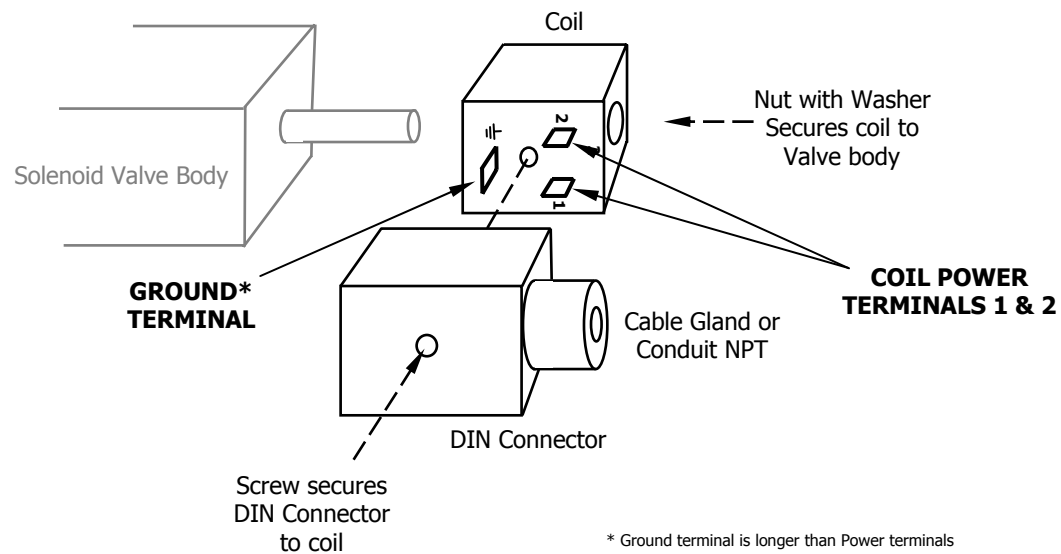 Coil
Nut with Washer
Secures coil to
Valve body
2
1
Solenoid Valve Body
GROUND*
TERMINAL
COIL POWER
TERMINALS 1 & 2
Cable Gland or
Conduit NPT
DIN Connector
Screw secures
DIN Connector
to coil
* Ground terminal is longer than Power terminals